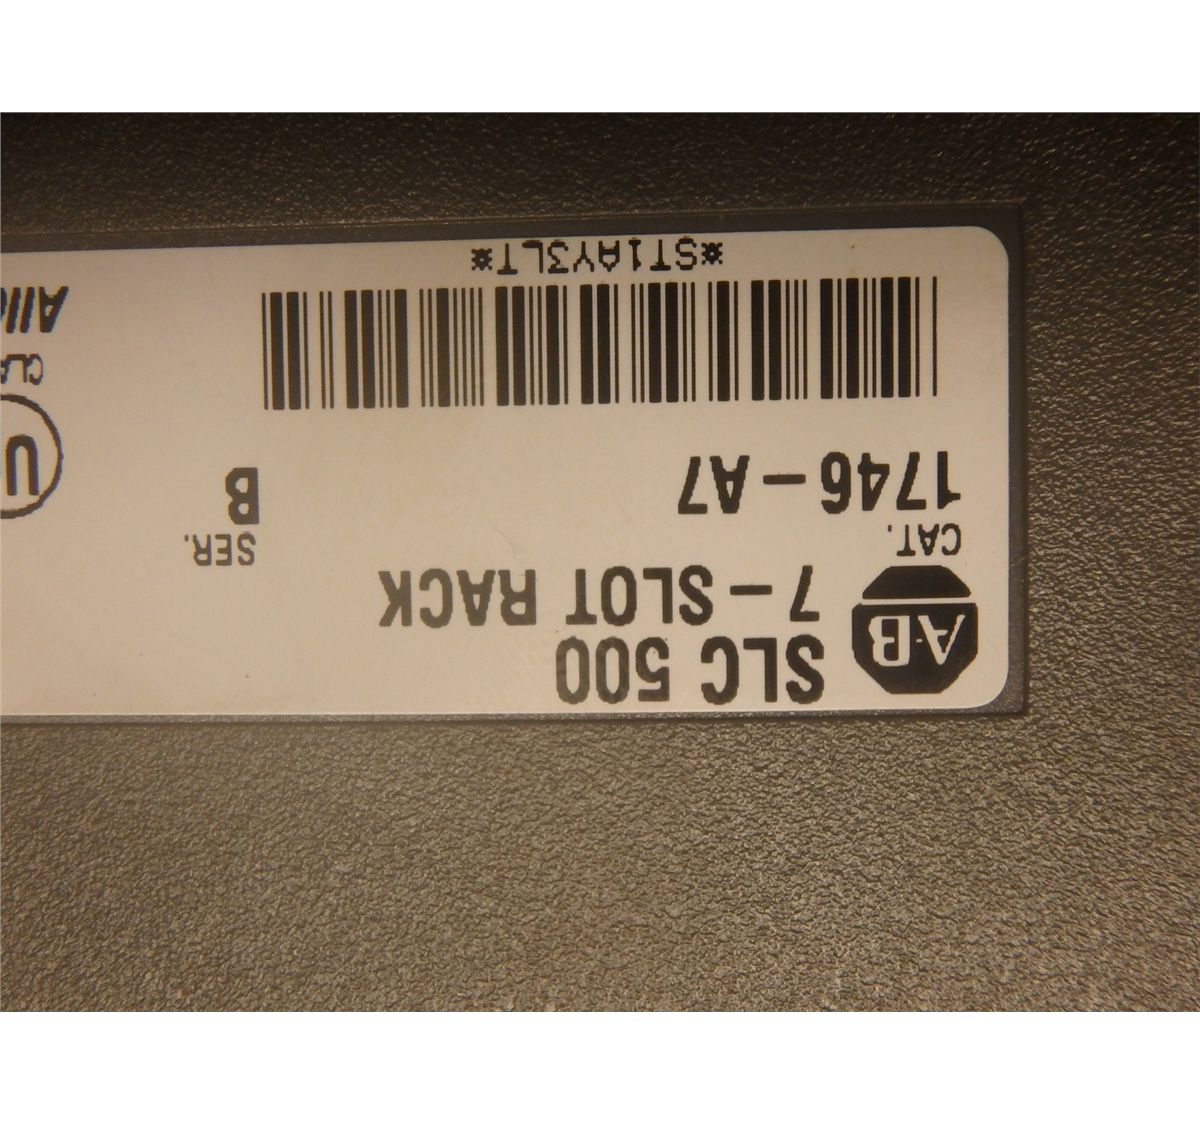 A-B
SLC 500
7-SLOT RACK
CAT.
SER.
1746-A7
B
*ST1AY3LT*